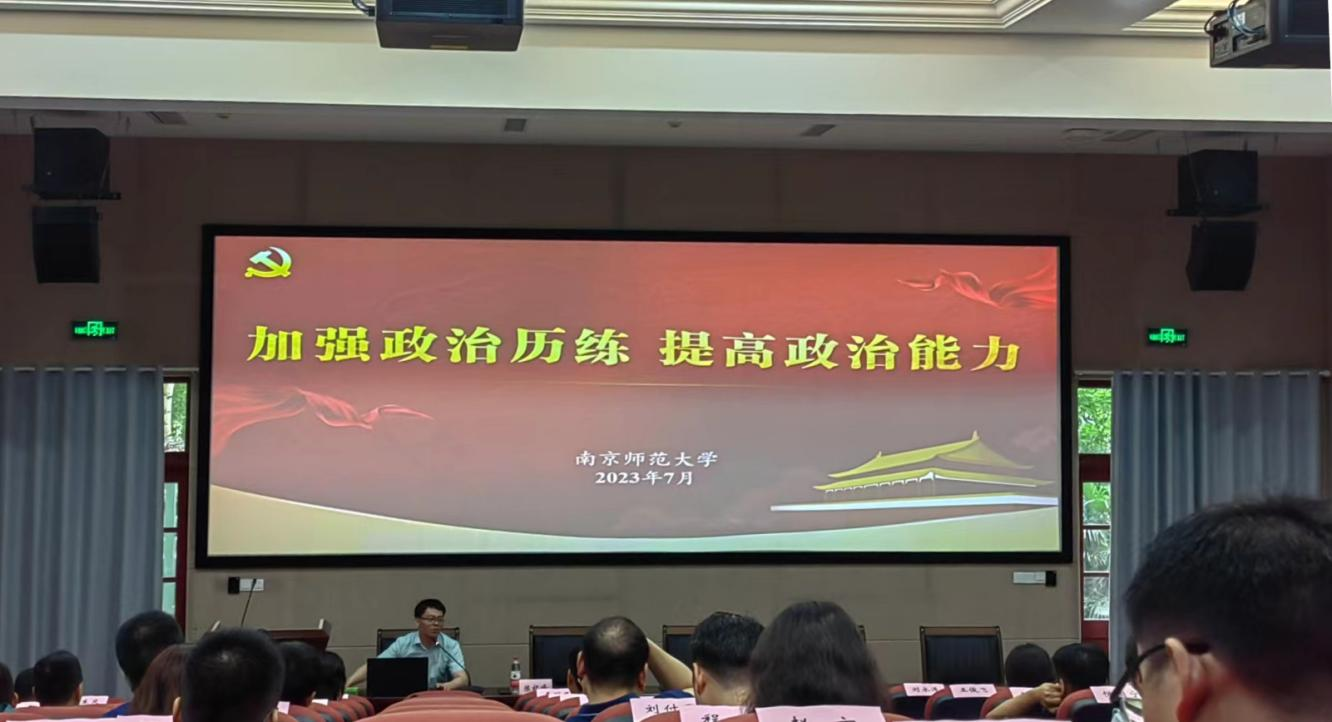 加强政治历练 提高政治能力
南京师范大学
2023年7月